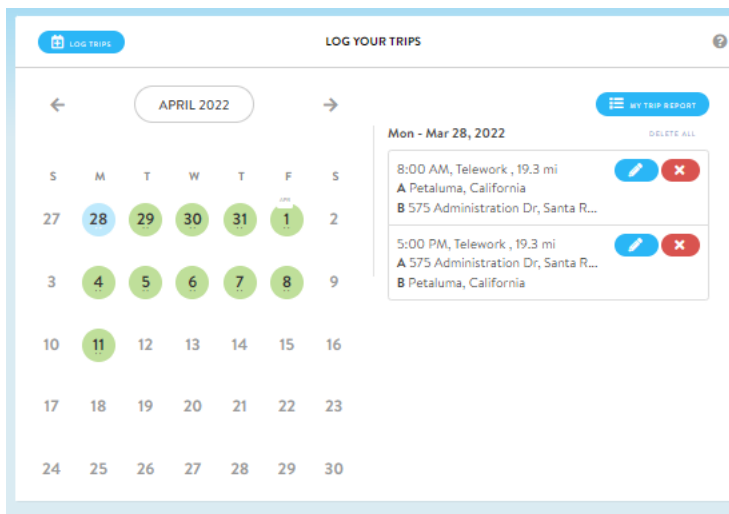 LOG TRIPS
LOG YOUR TRIPS
APRIL 2022
MY TRIP REPORT
Mon - Mar 28, 2022
DELETE ALL
S M T W T F S
APR
27 28 29 30 31 1 2
3 4 5 6 7 8 9
10 11 12 13 14 15 16
17 18 19 20 21 22 23
24 25 26 27 28 29 30
8:00 AM, Telework , 19.3 mi
A Petaluma, California
B 575 Administration Dr, Santa R...
5:00 PM, Telework , 19.3 mi
A 575 Administration Dr, Santa R...
B Petaluma, California